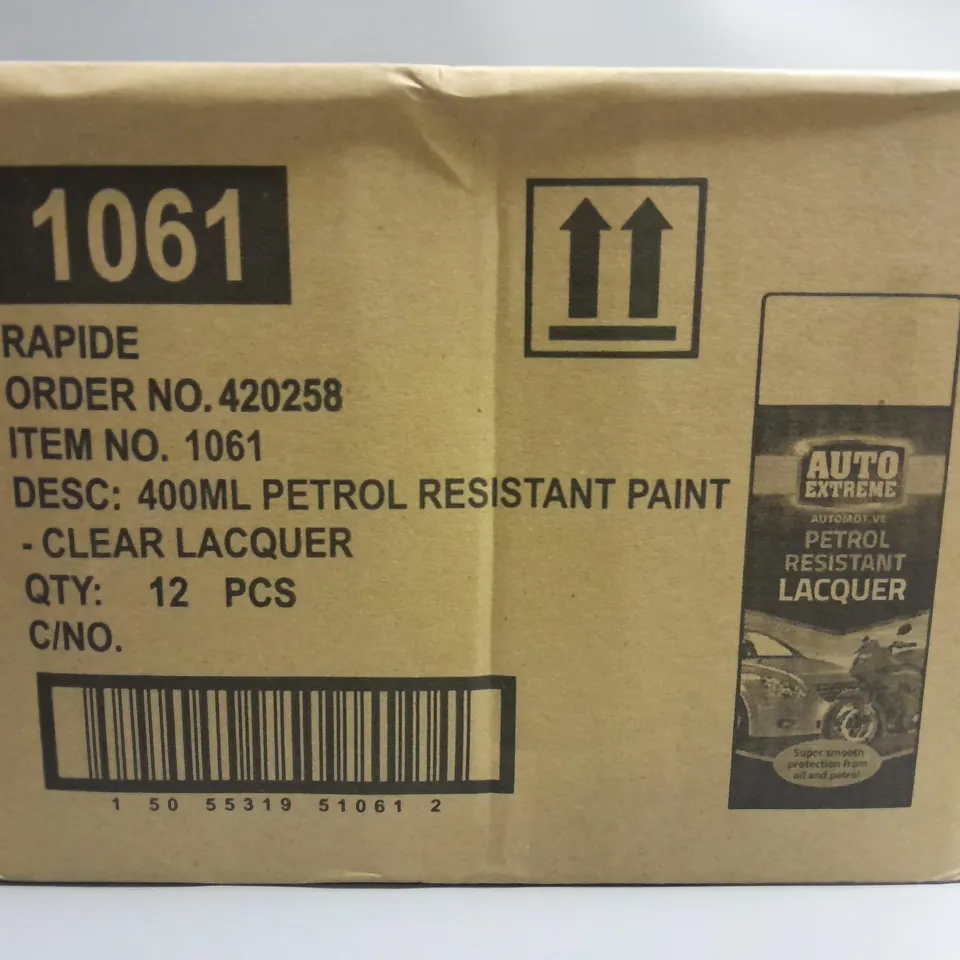 1061
RAPIDE
ORDER NO. 420258
ITEM NO. 1061
DESC: 400ML PETROL RESISTANT PAINT
- CLEAR LACQUER
QTY: 12 PCS
C/NO.
1 50 55319 51061 2
AUTO
EXTREME
AUTOMOTIVE
PETROL
RESISTANT
LACQUER
Super smooth
protection from
oil and petrol